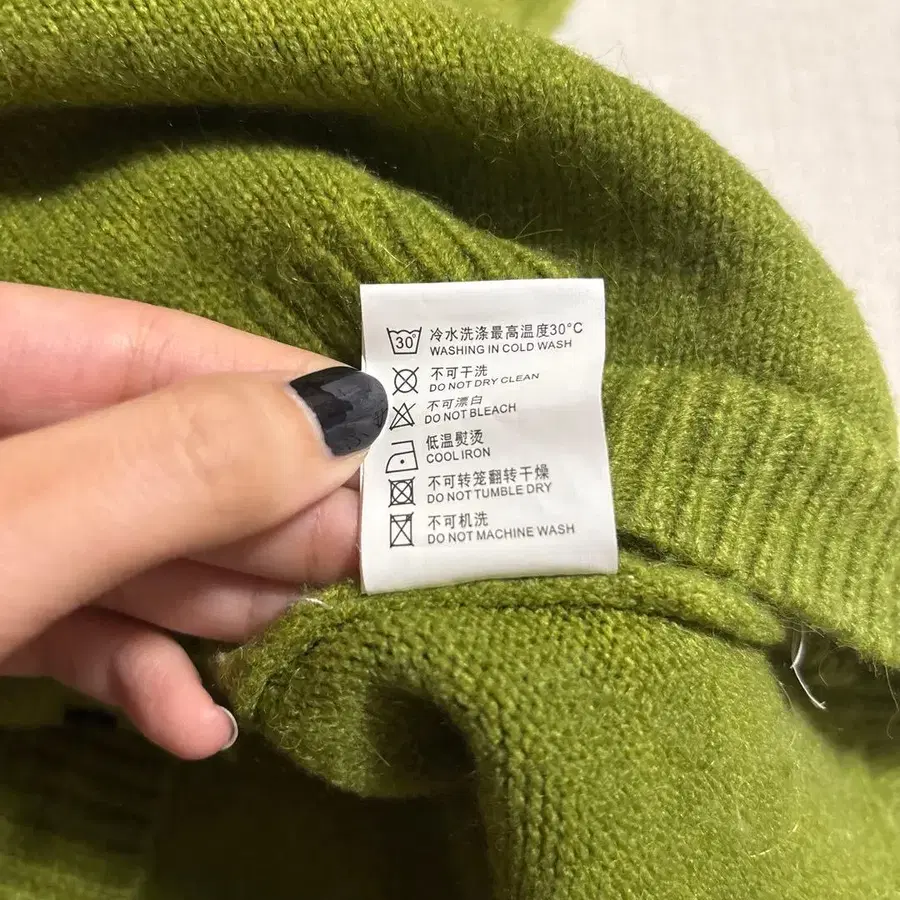 30°
冷水洗涤最高温度30°C
WASHING IN COLD WASH
不可干洗
DO NOT DRY CLEAN
不可漂白
DO NOT BLEACH
低温熨烫
COOL IRON
不可转笼翻转干燥
DO NOT TUMBLE DRY
不可机洗
DO NOT MACHINE WASH